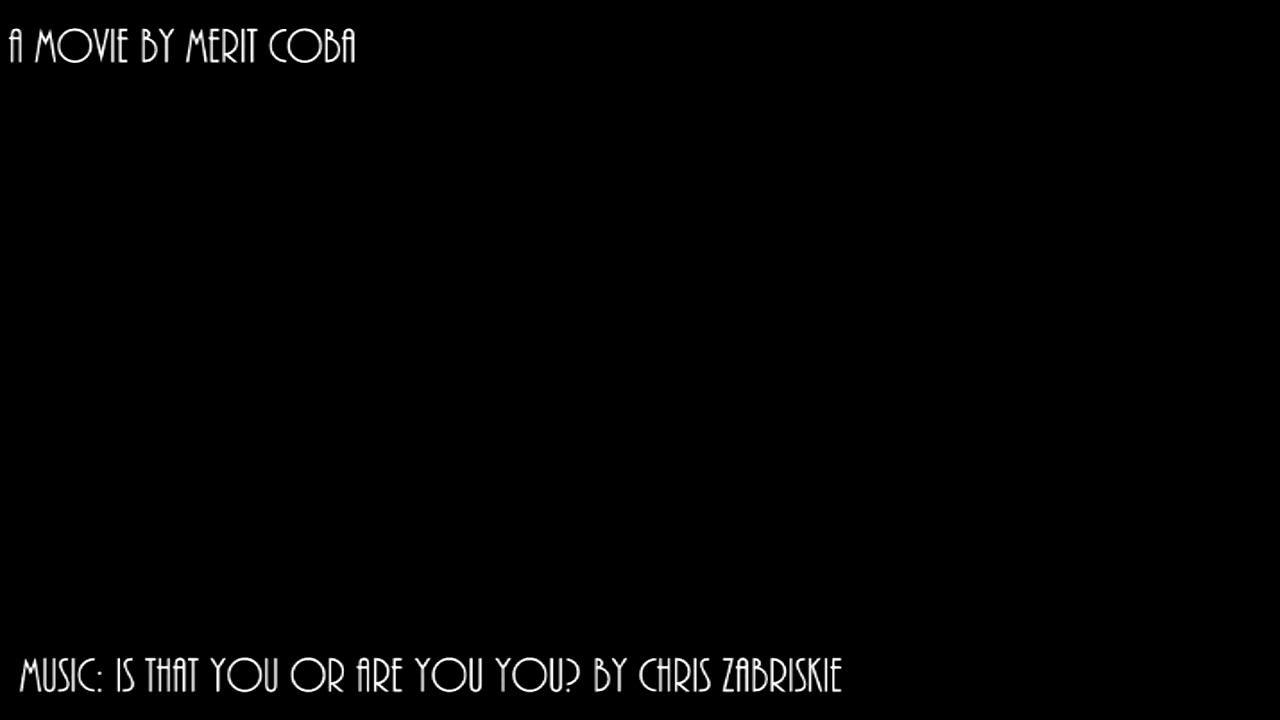 A MOVIE BY MERIT COBA
MUSIC: IS THAT YOU OR ARE YOU YOU? BY CHRIS ZABRISKIE